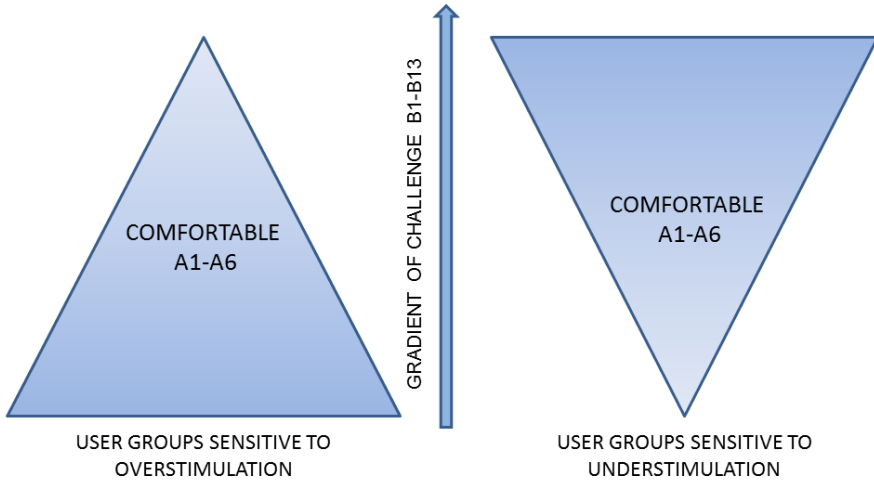 COMFORTABLE
A1-A6
USER GROUPS SENSITIVE TO
OVERSTIMULATION
GRADIENT OF CHALLENGE B1-B13
COMFORTABLE
A1-A6
USER GROUPS SENSITIVE TO
UNDERSTIMULATION